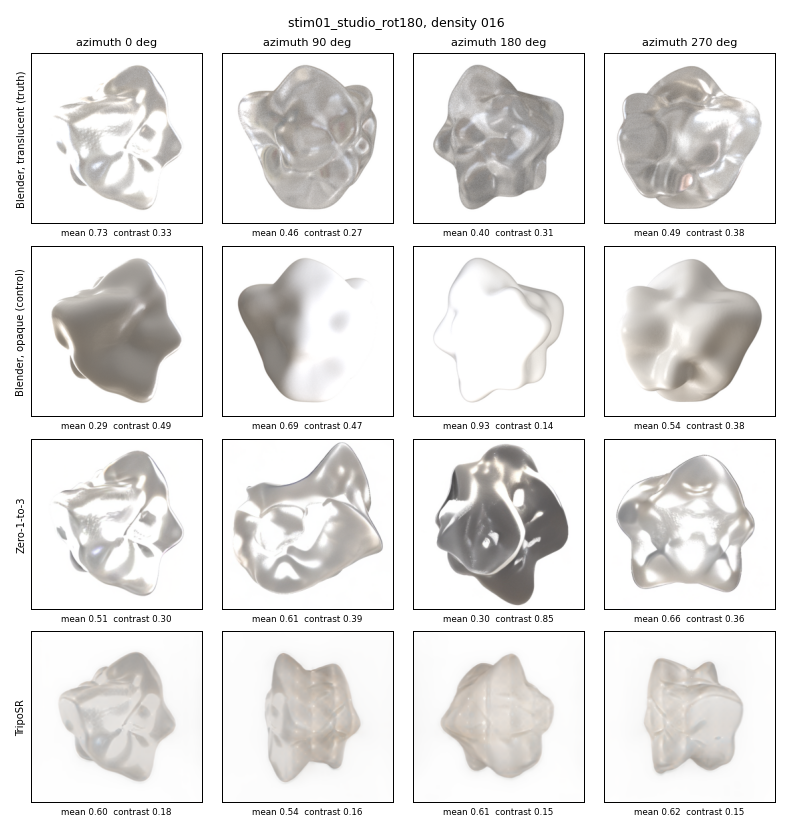 stim01_studio_rot180, density 016
azimuth 0 deg
azimuth 90 deg
azimuth 180 deg
azimuth 270 deg
Blender, translucent (truth)
mean 0.73  contrast 0.33
mean 0.46  contrast 0.27
mean 0.40  contrast 0.31
mean 0.49  contrast 0.38
Blender, opaque (control)
mean 0.29  contrast 0.49
mean 0.69  contrast 0.47
mean 0.93  contrast 0.14
mean 0.54  contrast 0.38
Zero-1-to-3
mean 0.51  contrast 0.30
mean 0.61  contrast 0.39
mean 0.30  contrast 0.85
mean 0.66  contrast 0.36
TripoSR
mean 0.60  contrast 0.18
mean 0.54  contrast 0.16
mean 0.61  contrast 0.15
mean 0.62  contrast 0.15